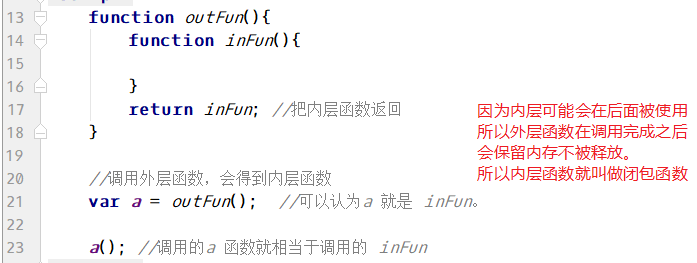 13 function outFun(){
14 function inFun(){
15
16 }
17 return inFun; //把内层函数返回
18 }
19
20 //调用外层函数，会得到内层函数
21 var a = outFun(); //可以认为a 就是 inFun。
22
23 a(); //调用的a 函数就相当于调用的 inFun
因为内层可能会在后面被使用
所以外层函数在调用完成之后
会保留内存不被释放。
所以内层函数就叫做闭包函数